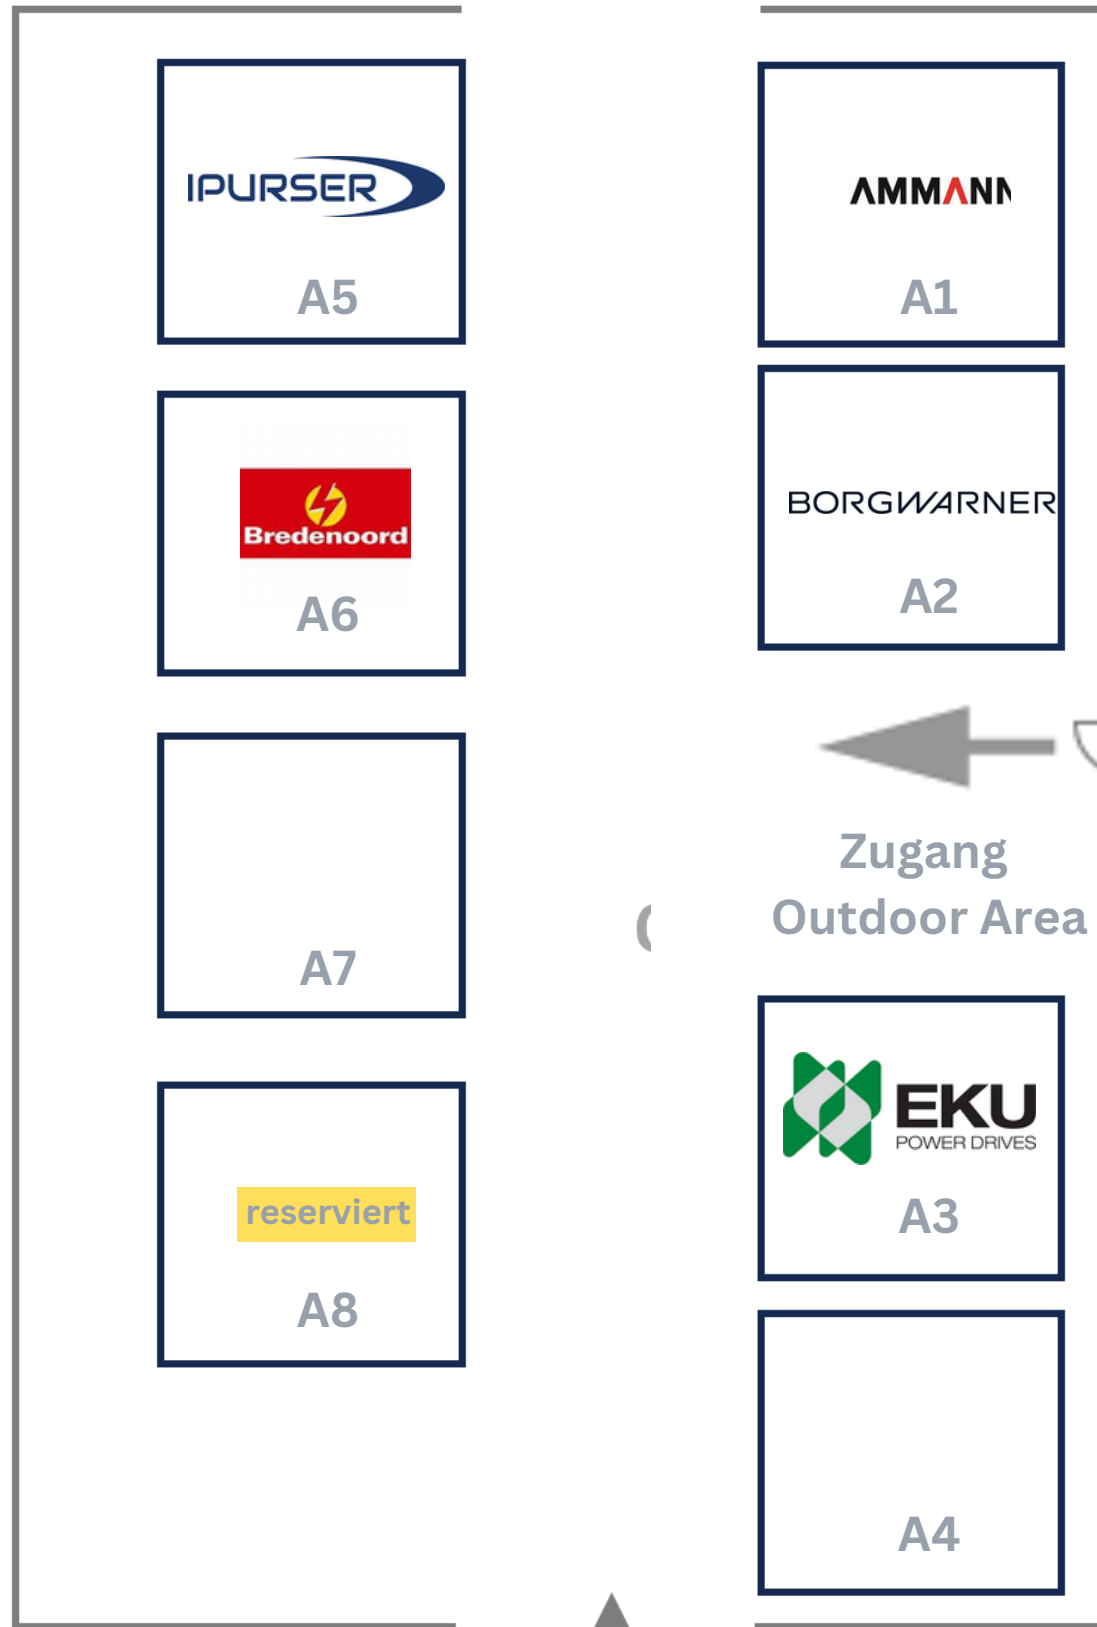 IPURSER
A5
AMMANN
A1
Bredenoord
A6
BORGWARNER
A2
A7
Zugang
Outdoor Area
EKU
POWER DRIVES
A3
reserviert
A8
A4